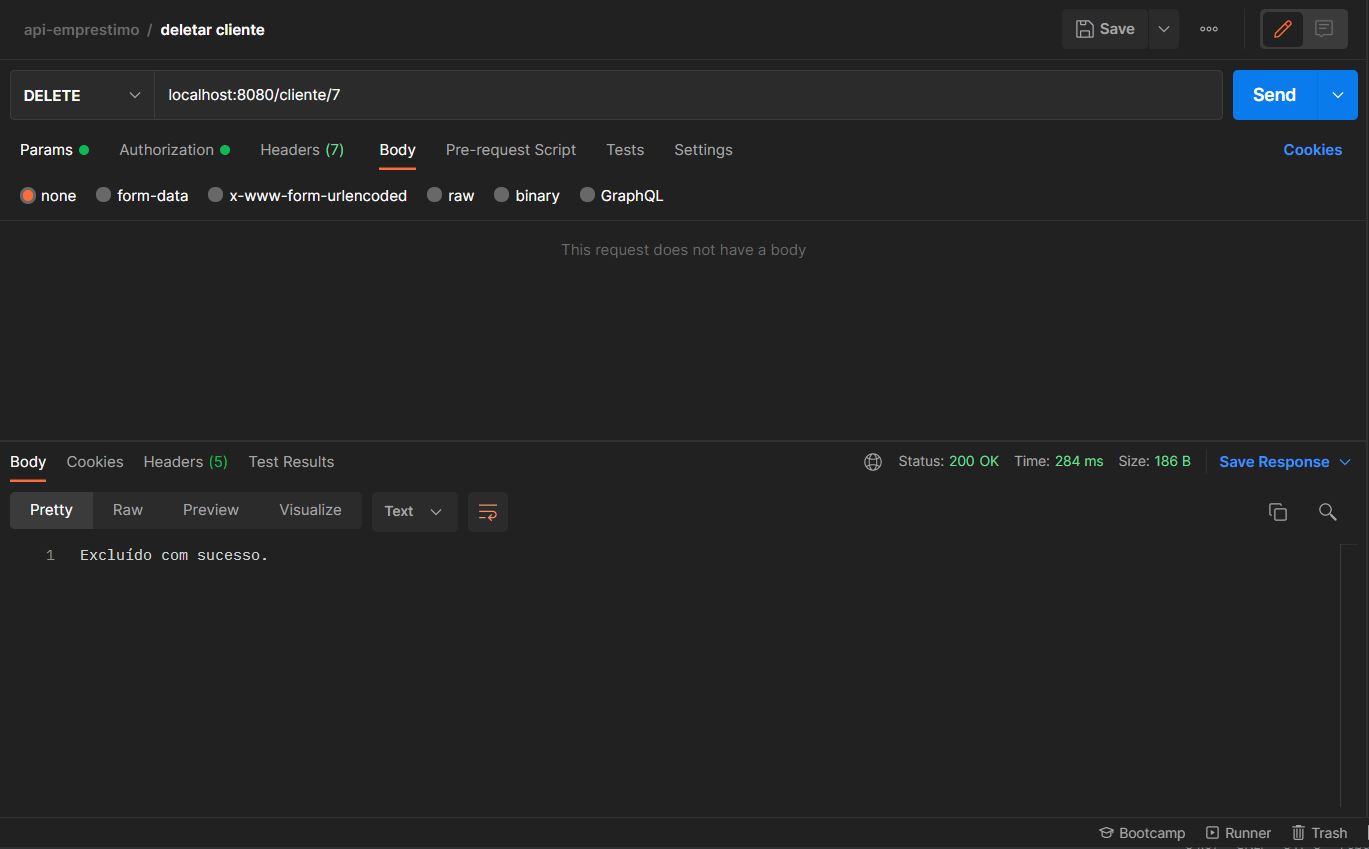 api-emprestimo / deletar cliente
Save
DELETE
localhost:8080/cliente/7
Send
Params
Authorization
Headers (7)
Body
Pre-request Script
Tests
Settings
Cookies
none
form-data
x-www-form-urlencoded
raw
binary
GraphQL
This request does not have a body
Body
Cookies
Headers (5)
Test Results
Status: 200 OK
Time: 284 ms
Size: 186 B
Save Response
Pretty
Raw
Preview
Visualize
Text
1 Excluído com sucesso.
Bootcamp
Runner
Trash